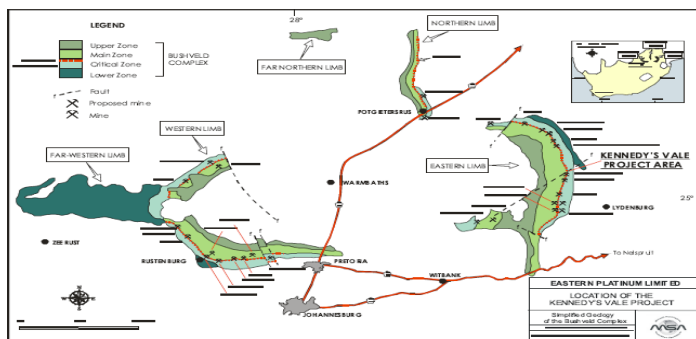 LEGEND
Upper Zone
Main Zone
Critical Zone
Lower Zone
BUSHVELD
COMPLEX
Fault
Proposed mine
Mine
28°
FAR NORTHERN LIMB
NORTHERN LIMB
POTGIETERSRUS
WESTERN LIMB
FAR-WESTERN LIMB
EASTERN LIMB
KENNEDY'S VALE
PROJECT AREA
WARMBATHS
25°
LYDENBURG
ZEERUST
RUSTENBURG
PRETORIA
WITBANK
To Nelspruit
JOHANNESBURG
EASTERN PLATINUM LIMITED
LOCATION OF THE
KENNEDY'S VALE PROJECT
Simplified Geology
of the Bushveld Complex
MSA